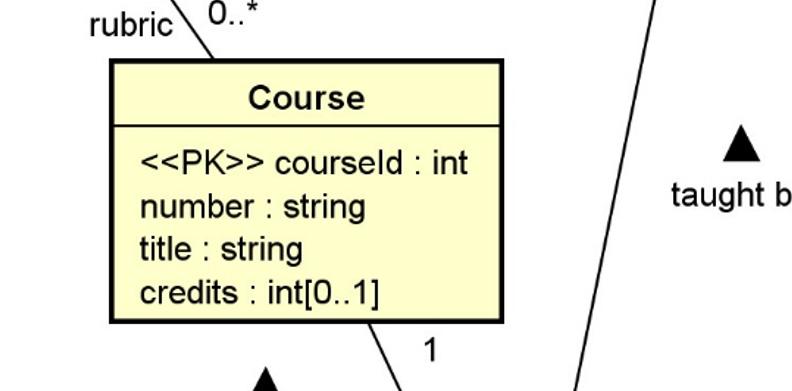 rubric
0..*
Course
<<PK>> courseId : int
number : string
title : string
credits : int[0..1]
1
taught b